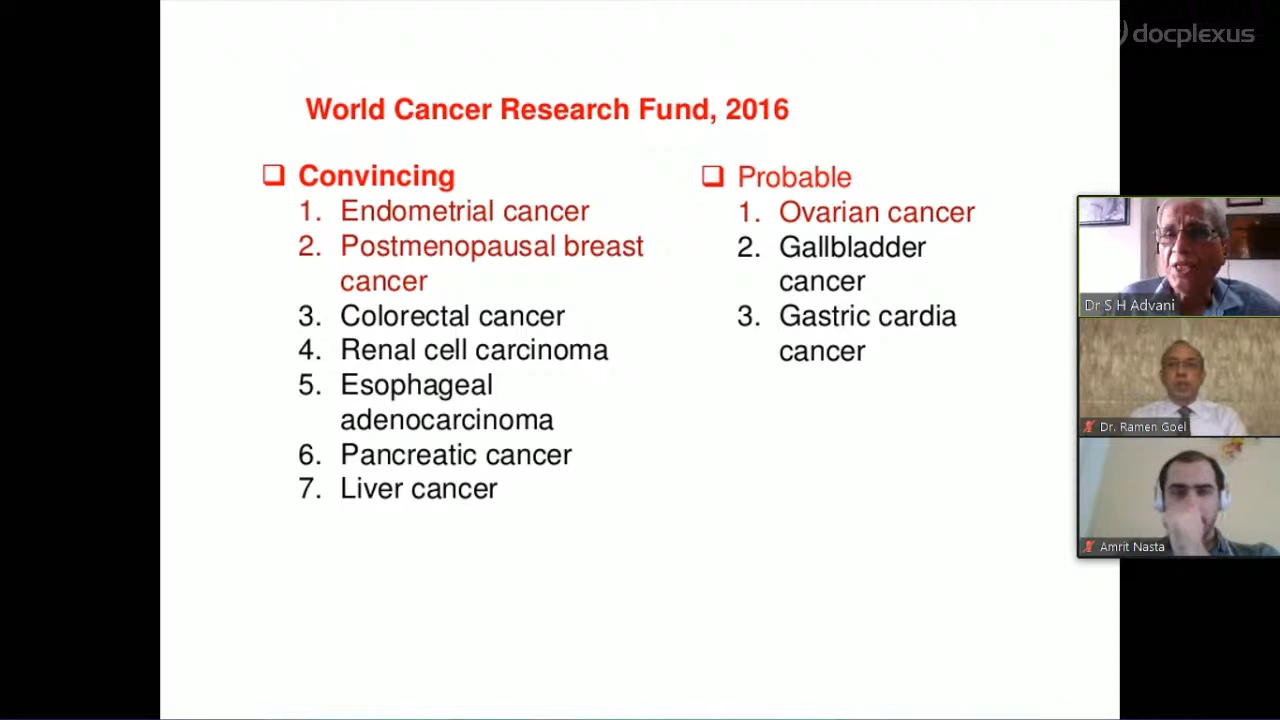 docplexus
World Cancer Research Fund, 2016
Convincing
1. Endometrial cancer
2. Postmenopausal breast
cancer
3. Colorectal cancer
4. Renal cell carcinoma
5. Esophageal
adenocarcinoma
6. Pancreatic cancer
7. Liver cancer
Probable
1. Ovarian cancer
2. Gallbladder
cancer
3. Gastric cardia
cancer
Dr S H Advani
Dr. Ramen Goel
Amrit Nasta